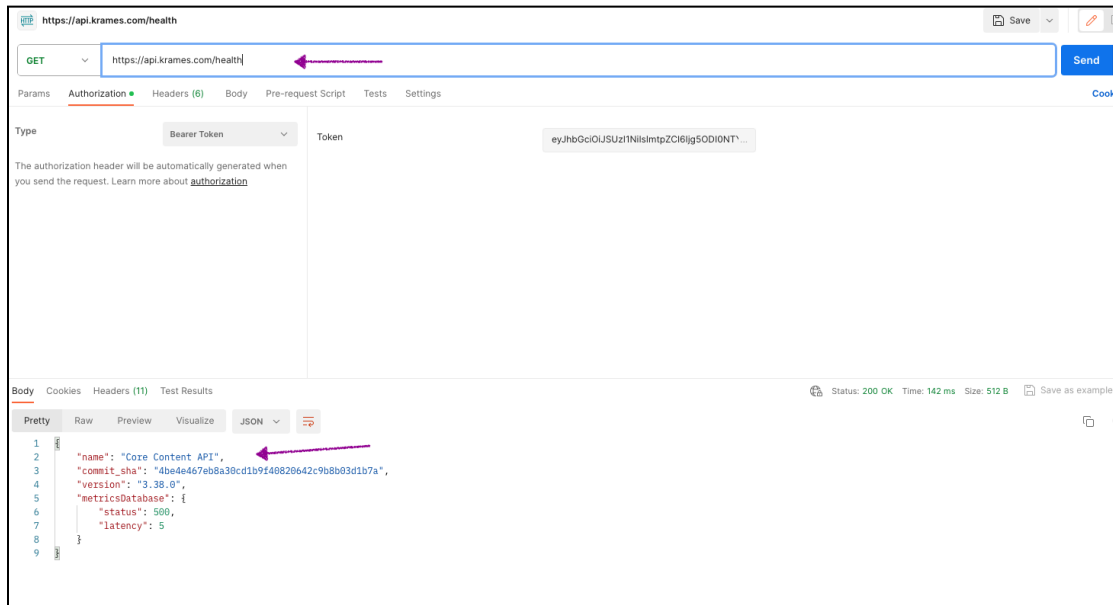 HTTP https://api.krames.com/health Save
GET https://api.krames.com/health Send
Params Authorization Headers (6) Body Pre-request Script Tests Settings Cook
Type Bearer Token Token
The authorization header will be automatically generated when
you send the request. Learn more about authorization
Body Cookies Headers (11) Test Results Status: 200 OK Time: 142 ms Size: 512 B Save as example
Pretty Raw Preview Visualize JSON
1 {
2 "name": "Core Content API",
3 "commit_sha": "4be4e467eb8a30cd1b9f40820642c9b8b03d1b7a",
4 "version": "3.38.0",
5 "metricsDatabase": {
6 "status": 500,
7 "latency": 5
8 }
9 }